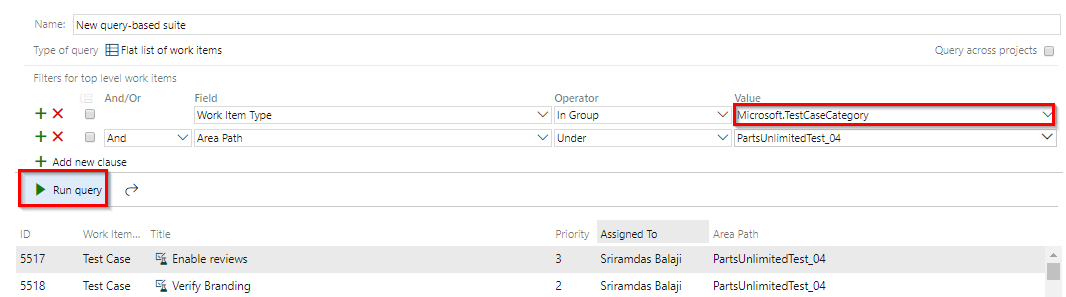 Name: New query-based suite
Type of query Flat list of work items Query across projects
Filters for top level work items
And/Or Field Operator Value
Work Item Type In Group Microsoft.TestCaseCategory
And Area Path Under PartsUnlimitedTest_04
Add new clause
Run query
ID Work Item... Title Priority Assigned To Area Path
5517 Test Case Enable reviews 3 Sriramdas Balaji PartsUnlimitedTest_04
5518 Test Case Verify Branding 2 Sriramdas Balaji PartsUnlimitedTest_04